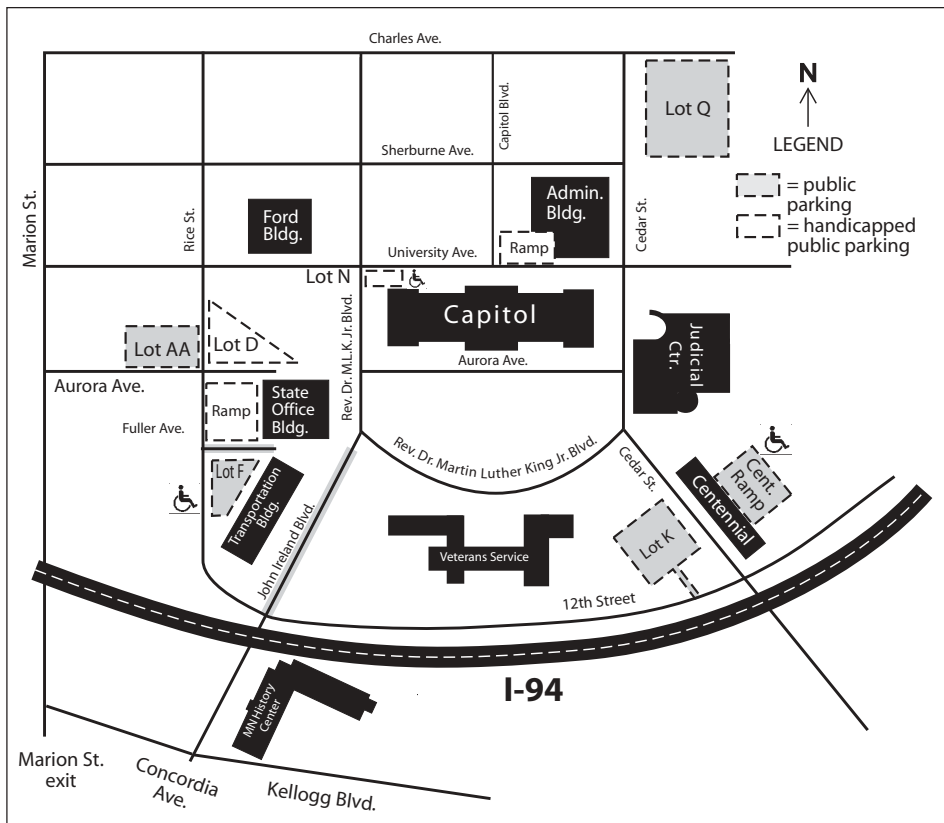 Charles Ave.
Capitol Blvd.
Lot Q
N
LEGEND
= public
parking
= handicapped
public parking
Sherburne Ave.
Marion St.
Rice St.
Ford
Bldg.
Admin.
Bldg.
Ramp
Cedar St.
University Ave.
Lot N
Rev. Dr. M.L.K. Jr. Blvd.
Capitol
Judicial
Ctr.
Lot D
Lot AA
Aurora Ave.
Aurora Ave.
Ramp
State
Office
Bldg.
Fuller Ave.
Rev. Dr. Martin Luther King Jr. Blvd.
Cedar St.
Lot F
Transportation
Bldg.
John Ireland Blvd.
Cent.
Ramp
Centennial
Lot K
Veterans Service
12th Street
I-94
MN History
Center
Marion St.
exit
Concordia
Ave.
Kellogg Blvd.